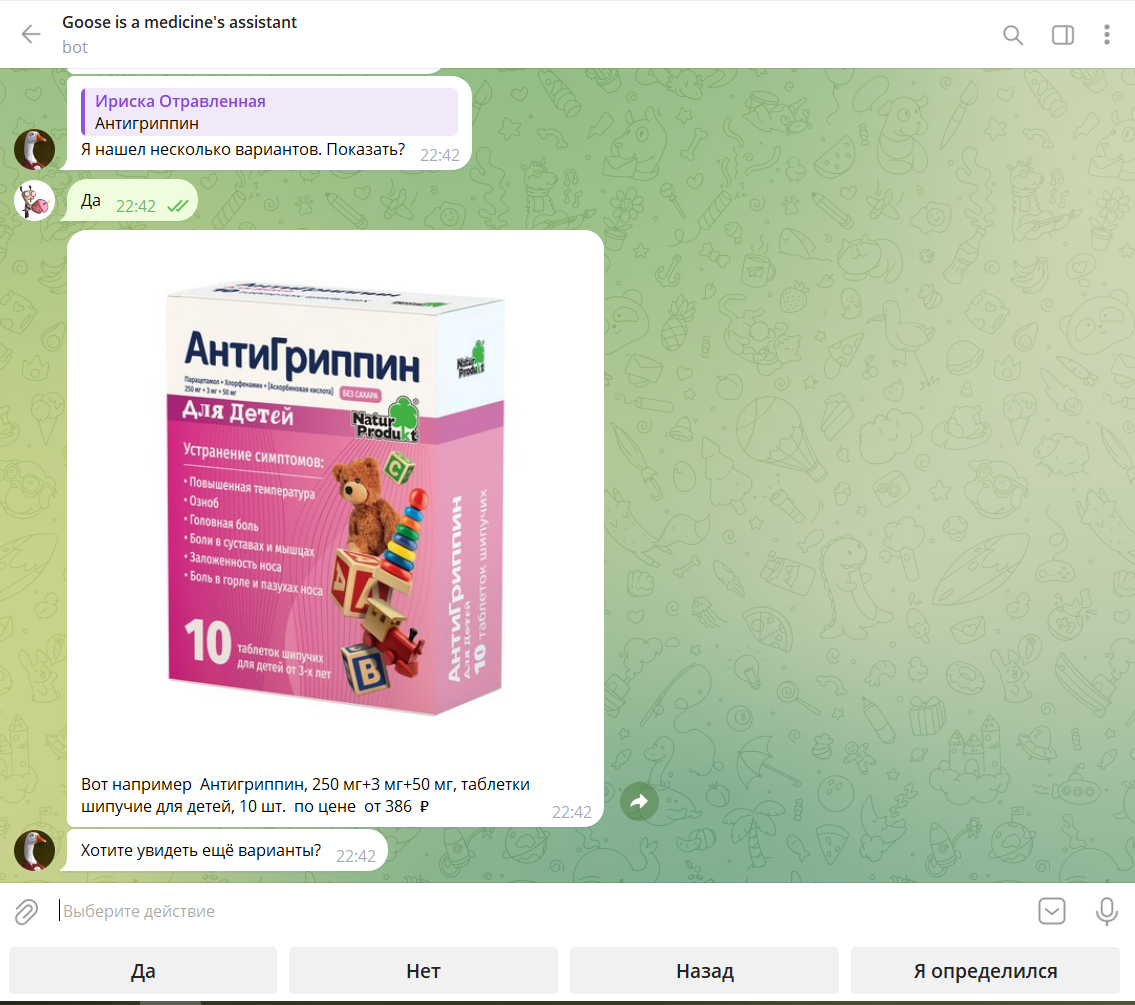 Goose is a medicine's assistant
bot
Ириска Отравленная
Антигриппин
Я нашел несколько вариантов. Показать?
22:42
Да
22:42
АнтиГриппин
Парацетамол + Хлорфенамин + [Аскорбиновая кислота]
250 мг + 3 мг + 50 мг
БЕЗ САХАРА
Для Детей
Natur
Produkt
Natur
Produkt
Устранение симптомов:
• Повышенная температура
• Озноб
• Головная боль
• Боли в суставах и мышцах
• Заложенность носа
• Боль в горле и пазухах носа
10
таблеток шипучих
для детей от 3-х лет
С
А
В
АнтиГриппин
Для Детей
10 таблеток шипучих
Вот например  Антигриппин, 250 мг+3 мг+50 мг, таблетки
шипучие для детей, 10 шт.  по цене  от 386  ₽
22:42
Хотите увидеть ещё варианты?
22:42
Выберите действие
Да
Нет
Назад
Я определился